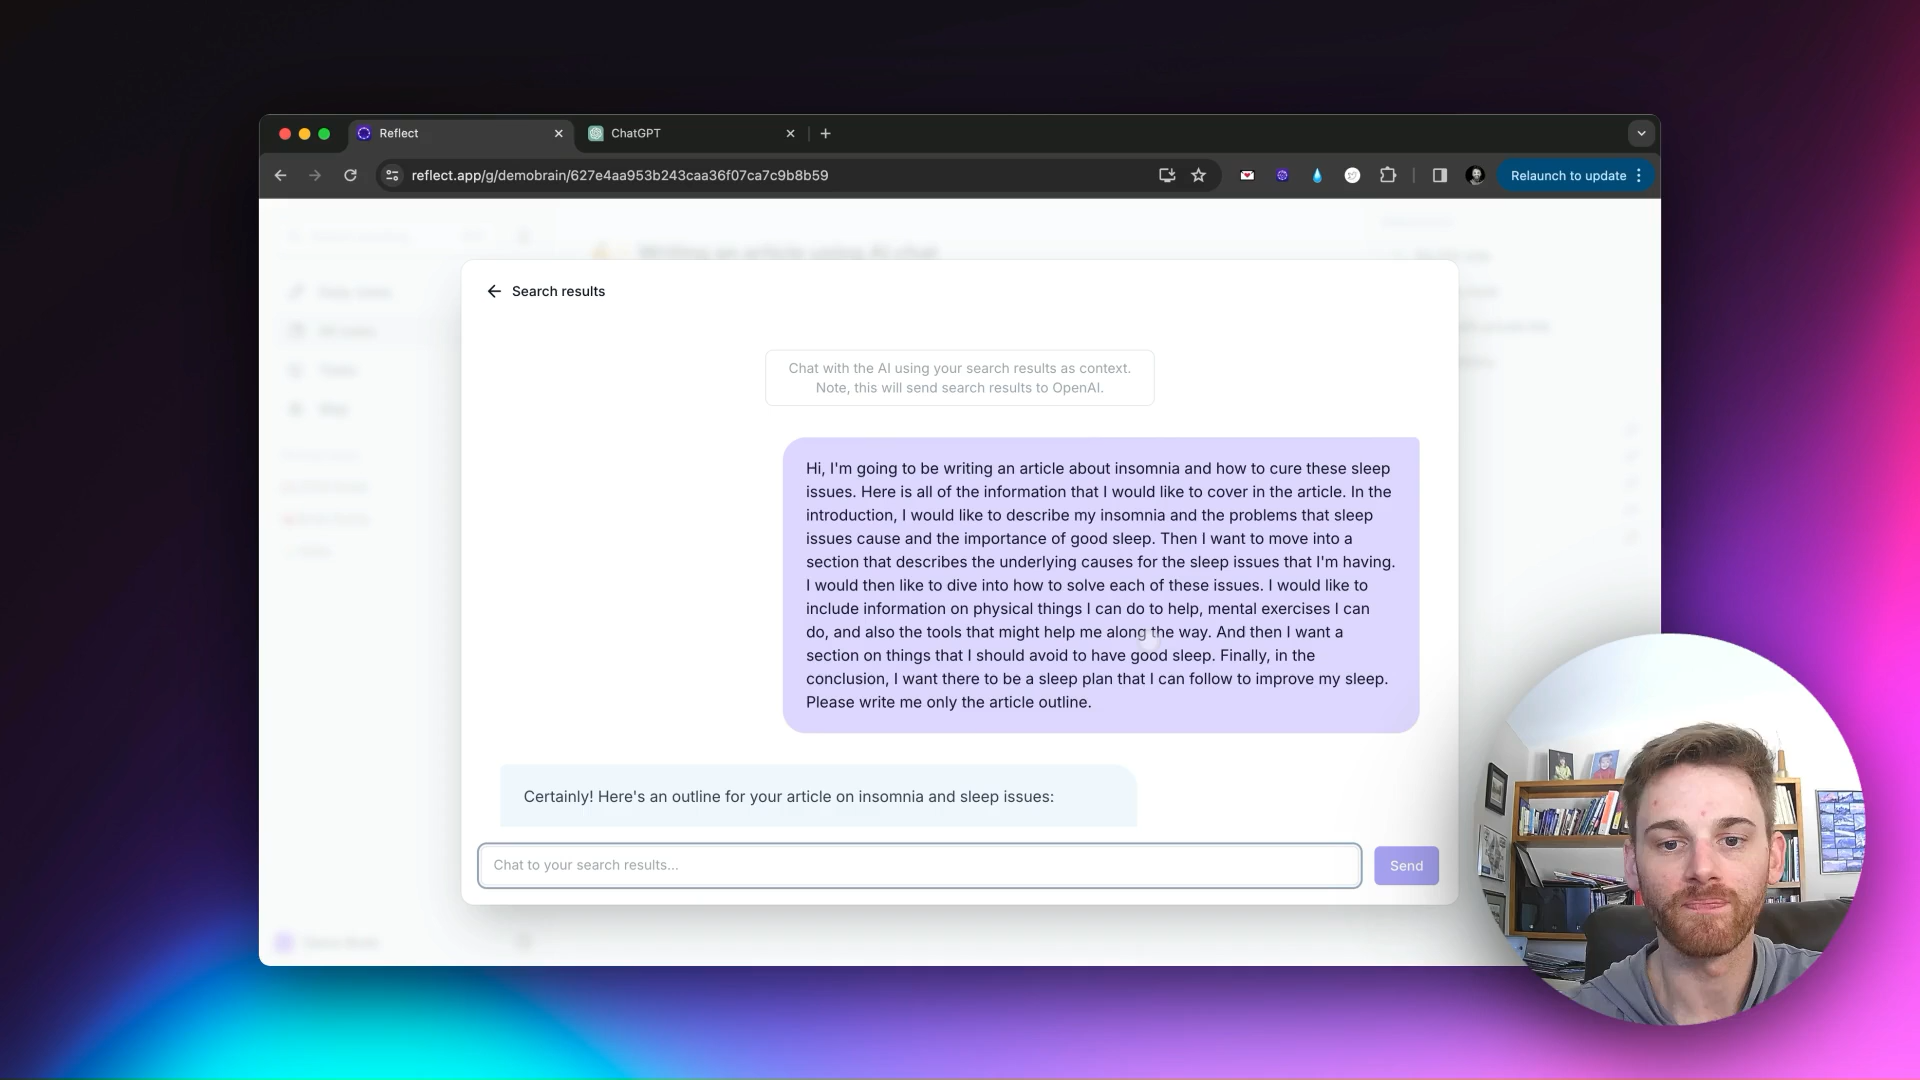 Reflect
ChatGPT
reflect.app/g/demobrain/627e4aa953b243caa36f07ca7c9b8b59
Relaunch to update
Writing an article using AI chat
Search results
Chat with the AI using your search results as context.
Note, this will send search results to OpenAI.
Hi, I'm going to be writing an article about insomnia and how to cure these sleep
issues. Here is all of the information that I would like to cover in the article. In the
introduction, I would like to describe my insomnia and the problems that sleep
issues cause and the importance of good sleep. Then I want to move into a
section that describes the underlying causes for the sleep issues that I'm having.
I would then like to dive into how to solve each of these issues. I would like to
include information on physical things I can do to help, mental exercises I can
do, and also the tools that might help me along the way. And then I want a
section on things that I should avoid to have good sleep. Finally, in the
conclusion, I want there to be a sleep plan that I can follow to improve my sleep.
Please write me only the article outline.
Certainly! Here's an outline for your article on insomnia and sleep issues:
Chat to your search results...
Send